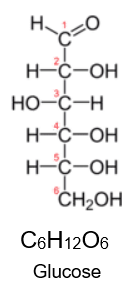 H 1 O
C
2
H–C–OH
3
HO–C–H
4
H–C–OH
5
H–C–OH
6
CH₂OH
C₆H₁₂O₆
Glucose